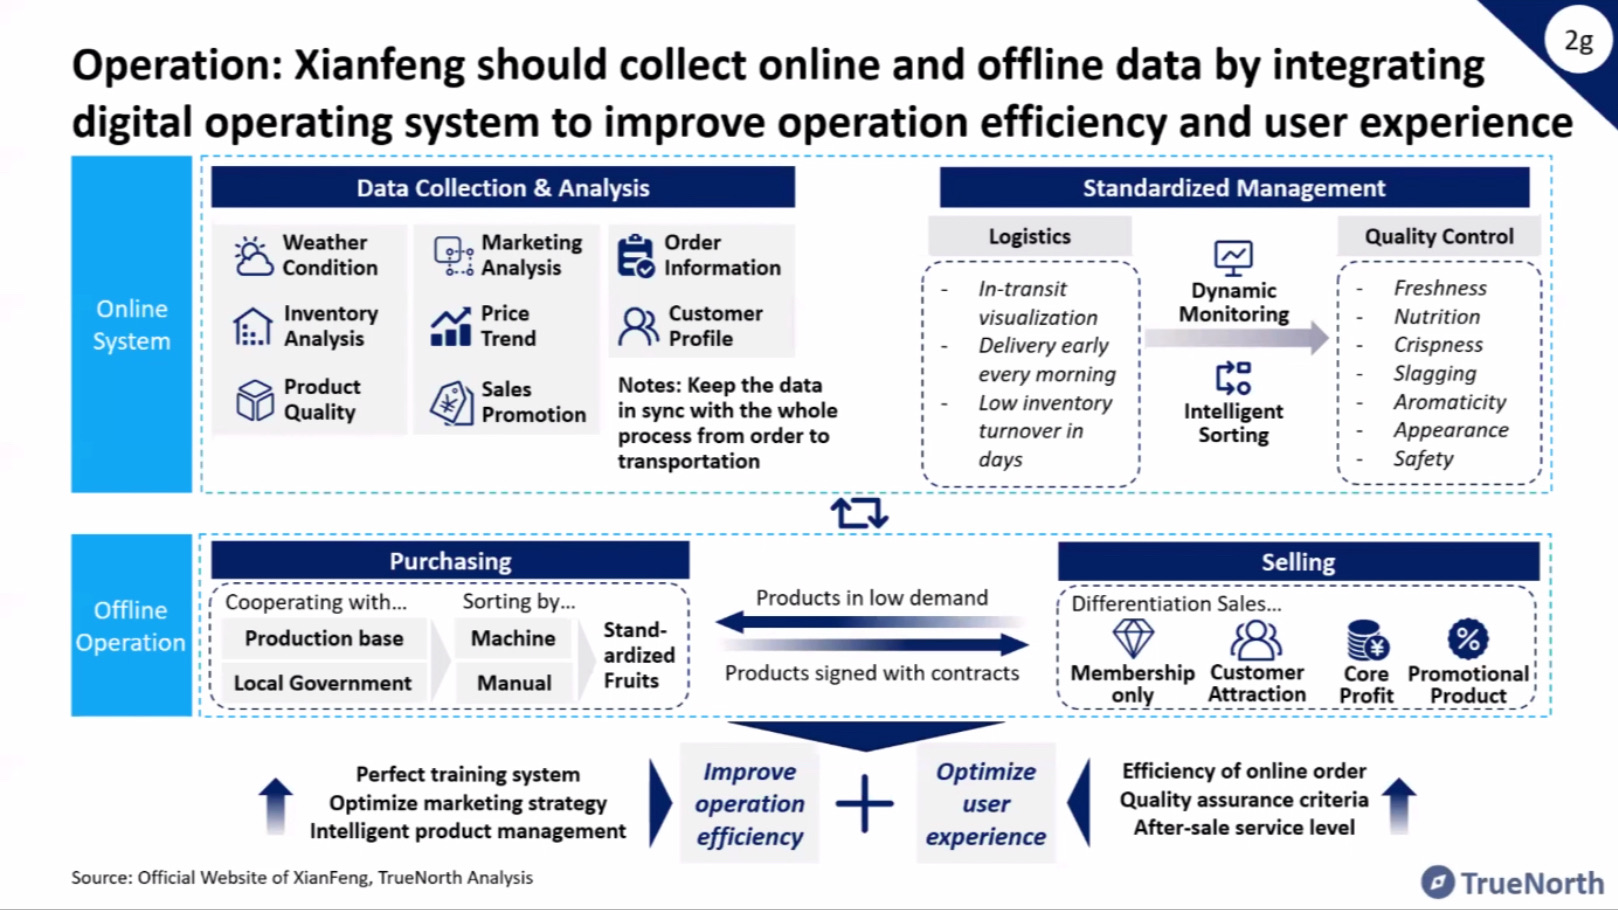 2g
Operation: Xianfeng should collect online and offline data by integrating
digital operating system to improve operation efficiency and user experience
Online
System
Data Collection & Analysis
Weather
Condition
Marketing
Analysis
Order
Information
Inventory
Analysis
Price
Trend
Customer
Profile
Product
Quality
Sales
Promotion
Notes: Keep the data
in sync with the whole
process from order to
transportation
Standardized Management
Logistics
- In-transit
visualization
- Delivery early
every morning
- Low inventory
turnover in
days
Dynamic
Monitoring
Intelligent
Sorting
Quality Control
- Freshness
- Nutrition
- Crispness
- Slagging
- Aromaticity
- Appearance
- Safety
Offline
Operation
Purchasing
Cooperating with...
Production base
Local Government
Sorting by...
Machine
Manual
Stand-
ardized
Fruits
Products in low demand
Products signed with contracts
Selling
Differentiation Sales...
Membership
only
Customer
Attraction
Core
Profit
Promotional
Product
Perfect training system
Optimize marketing strategy
Intelligent product management
Improve
operation
efficiency
Optimize
user
experience
Efficiency of online order
Quality assurance criteria
After-sale service level
Source: Official Website of XianFeng, TrueNorth Analysis
TrueNorth